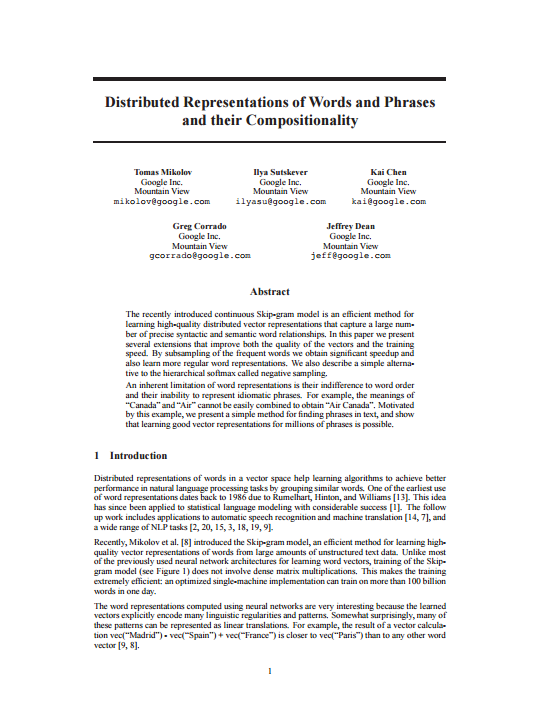 Distributed Representations of Words and Phrases
and their Compositionality
Tomas Mikolov
Google Inc.
Mountain View
mikolov@google.com
Ilya Sutskever
Google Inc.
Mountain View
ilyasu@google.com
Kai Chen
Google Inc.
Mountain View
kai@google.com
Greg Corrado
Google Inc.
Mountain View
gcorrado@google.com
Jeffrey Dean
Google Inc.
Mountain View
jeff@google.com
Abstract
The recently introduced continuous Skip-gram model is an efficient method for
learning high-quality distributed vector representations that capture a large num-
ber of precise syntactic and semantic word relationships. In this paper we present
several extensions that improve both the quality of the vectors and the training
speed. By subsampling of the frequent words we obtain significant speedup and
also learn more regular word representations. We also describe a simple alterna-
tive to the hierarchical softmax called negative sampling.
An inherent limitation of word representations is their indifference to word order
and their inability to represent idiomatic phrases. For example, the meanings of
“Canada” and “Air” cannot be easily combined to obtain “Air Canada”. Motivated
by this example, we present a simple method for finding phrases in text, and show
that learning good vector representations for millions of phrases is possible.
1 Introduction
Distributed representations of words in a vector space help learning algorithms to achieve better
performance in natural language processing tasks by grouping similar words. One of the earliest use
of word representations dates back to 1986 due to Rumelhart, Hinton, and Williams [13]. This idea
has since been applied to statistical language modeling with considerable success [1]. The follow
up work includes applications to automatic speech recognition and machine translation [14, 7], and
a wide range of NLP tasks [2, 20, 15, 3, 18, 19, 9].
Recently, Mikolov et al. [8] introduced the Skip-gram model, an efficient method for learning high-
quality vector representations of words from large amounts of unstructured text data. Unlike most
of the previously used neural network architectures for learning word vectors, training of the Skip-
gram model (see Figure 1) does not involve dense matrix multiplications. This makes the training
extremely efficient: an optimized single-machine implementation can train on more than 100 billion
words in one day.
The word representations computed using neural networks are very interesting because the learned
vectors explicitly encode many linguistic regularities and patterns. Somewhat surprisingly, many of
these patterns can be represented as linear translations. For example, the result of a vector calcula-
tion vec(“Madrid”) - vec(“Spain”) + vec(“France”) is closer to vec(“Paris”) than to any other word
vector [9, 8].
1